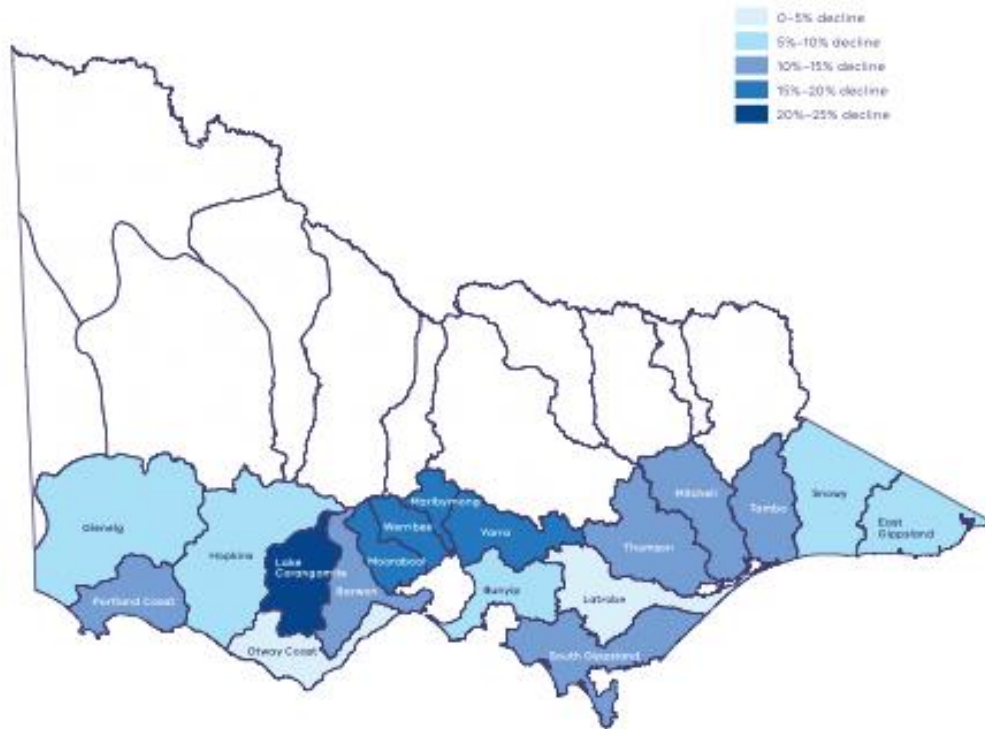 0-5% decline
5%-10% decline
10%-15% decline
15%-20% decline
20%-25% decline
Maribyrnong
Mitchell
Snowy
Glenelg
Werribee
Yarra
Tambo
East
Gippsland
Hopkins
Lake
Corangamite
Moorabool
Thomson
Barwon
Bunyip
Latrobe
Portland Coast
Otway Coast
South Gippsland